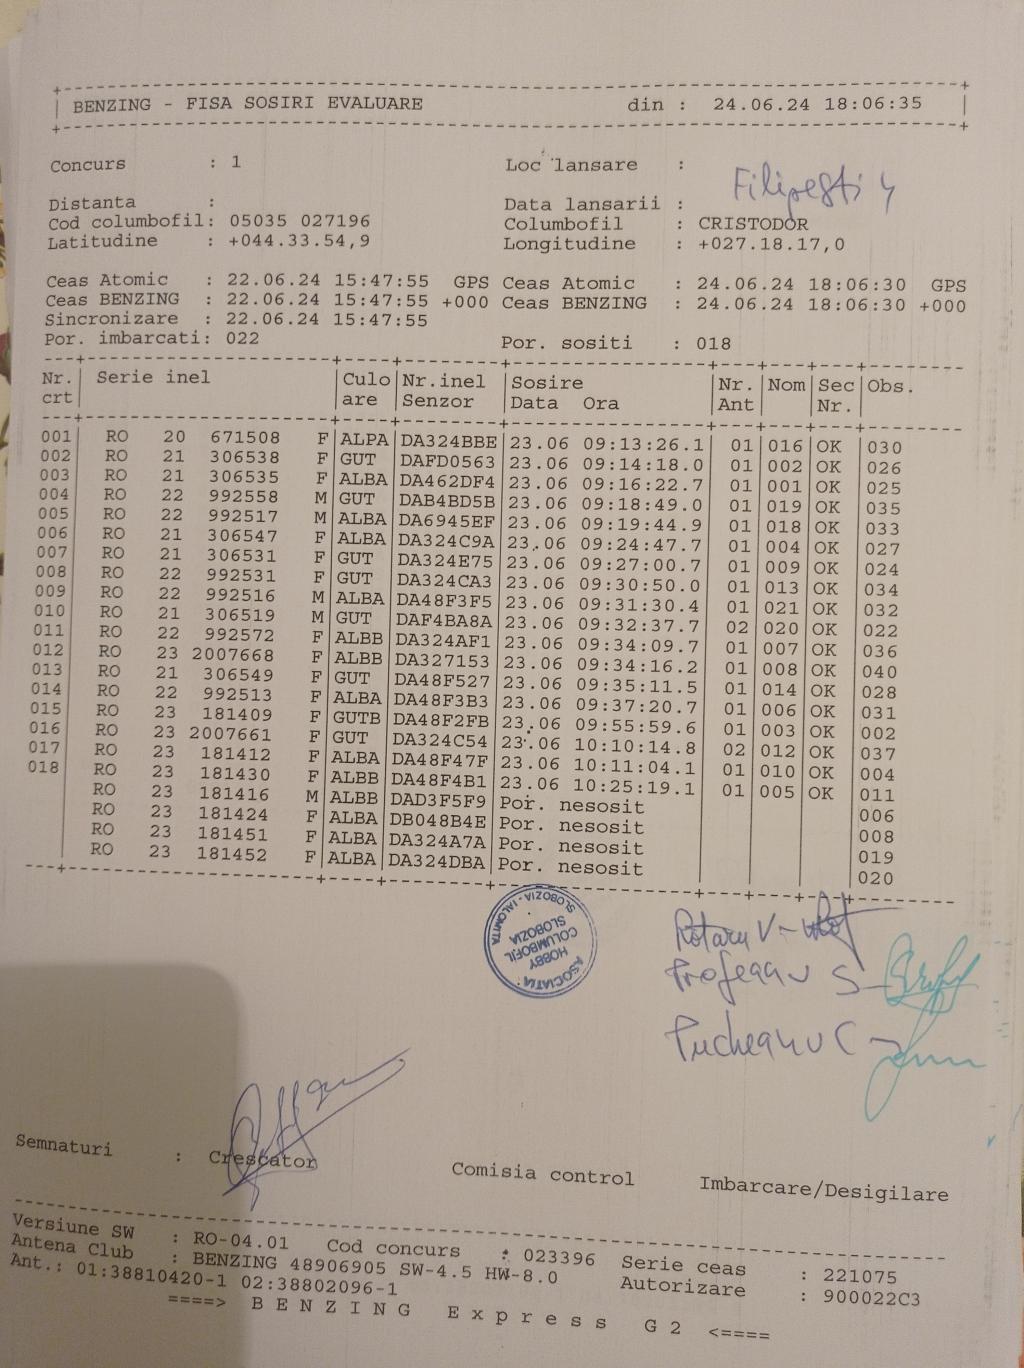 BENZING - FISA SOSIRI EVALUARE din : 24.06.24 18:06:35
Concurs : 1 Loc lansare :
Filipesti 4
Distanta : Data lansarii :
Cod columbofil: 05035 027196 Columbofil : CRISTODOR
Latitudine : +044.33.54,9 Longitudine : +027.18.17,0
Ceas Atomic : 22.06.24 15:47:55 GPS Ceas Atomic : 24.06.24 18:06:30 GPS
Ceas BENZING : 22.06.24 15:47:55 +000 Ceas BENZING : 24.06.24 18:06:30 +000
Sincronizare : 22.06.24 15:47:55
Por. imbarcati: 022 Por. sositi : 018
Nr. Serie inel Culo Nr.inel Sosire Nr. Nom Sec Obs.
crt are Senzor Data Ora Ant Nr.
001 RO 20 671508 F ALPA DA324BBE 23.06 09:13:26.1 01 016 OK 030
002 RO 21 306538 F GUT DAFD0563 23.06 09:14:18.0 01 002 OK 026
003 RO 21 306535 F ALBA DA462DF4 23.06 09:16:22.7 01 001 OK 025
004 RO 22 992558 M GUT DAB4BD5B 23.06 09:18:49.0 01 019 OK 035
005 RO 22 992517 M ALBA DA6945EF 23.06 09:19:44.9 01 018 OK 033
006 RO 21 306547 F ALBA DA324C9A 23.06 09:24:47.7 01 004 OK 027
007 RO 21 306531 F GUT DA324E75 23.06 09:27:00.7 01 009 OK 024
008 RO 22 992531 F GUT DA324CA3 23.06 09:30:50.0 01 013 OK 034
009 RO 22 992516 M ALBA DA48F3F5 23.06 09:31:30.4 01 021 OK 032
010 RO 21 306519 M GUT DAF4BA8A 23.06 09:32:37.7 02 020 OK 022
011 RO 22 992572 F ALBB DA324AF1 23.06 09:34:09.7 01 007 OK 036
012 RO 23 2007668 F ALBB DA327153 23.06 09:34:16.2 01 008 OK 040
013 RO 21 306549 F GUT DA48F527 23.06 09:35:11.5 01 014 OK 028
014 RO 22 992513 F ALBA DA48F3B3 23.06 09:37:20.7 01 006 OK 031
015 RO 23 181409 F GUTB DA48F2FB 23.06 09:55:59.6 01 003 OK 002
016 RO 23 2007661 F GUT DA324C54 23.06 10:10:14.8 02 012 OK 037
017 RO 23 181412 F ALBA DA48F47F 23.06 10:11:04.1 01 010 OK 004
018 RO 23 181430 F ALBB DA48F4B1 23.06 10:25:19.1 01 005 OK 011
RO 23 181416 M ALBB DAD3F5F9 Por. nesosit 006
RO 23 181424 F ALBA DB048B4E Por. nesosit 008
RO 23 181451 F ALBA DA324A7A Por. nesosit 019
RO 23 181452 F ALBA DA324DBA Por. nesosit 020
ASOCIATIA
HOBBY
COLUMBOFIL
SLOBOZIA
SLOBOZIA - IALOMITA
Rotaru V -
S -
Pucheanu C -
Semnaturi : Crescator Comisia control Imbarcare/Desigilare
Versiune SW : RO-04.01 Cod concurs : 023396 Serie ceas : 221075
Antena Club : BENZING 48906905 SW-4.5 HW-8.0 Autorizare : 900022C3
Ant.: 01:38810420-1 02:38802096-1
====> B E N Z I N G E x p r e s s G 2 <====